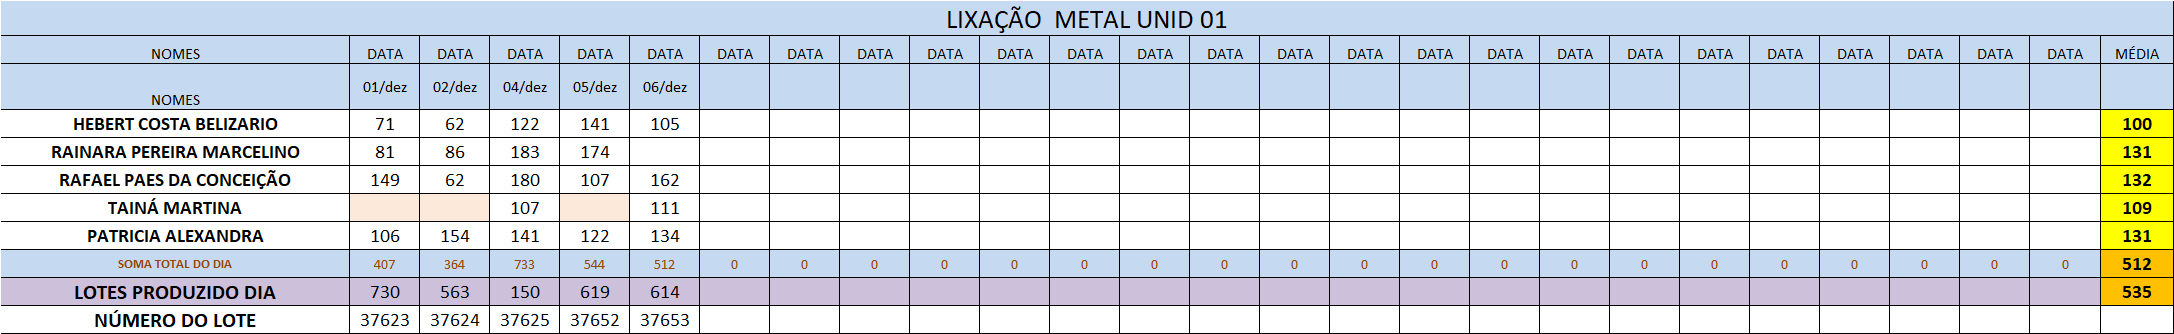 LIXAÇÃO METAL UNID 01
NOMES DATA DATA DATA DATA DATA DATA DATA DATA DATA DATA DATA DATA DATA DATA DATA DATA DATA DATA DATA DATA DATA DATA DATA DATA DATA MÉDIA
NOMES 01/dez 02/dez 04/dez 05/dez 06/dez
HEBERT COSTA BELIZARIO 71 62 122 141 105 100
RAINARA PEREIRA MARCELINO 81 86 183 174 131
RAFAEL PAES DA CONCEIÇÃO 149 62 180 107 162 132
TAINÁ MARTINA 107 111 109
PATRICIA ALEXANDRA 106 154 141 122 134 131
SOMA TOTAL DO DIA 407 364 733 544 512 0 0 0 0 0 0 0 0 0 0 0 0 0 0 0 0 0 0 0 0 512
LOTES PRODUZIDO DIA 730 563 150 619 614 535
NÚMERO DO LOTE 37623 37624 37625 37652 37653